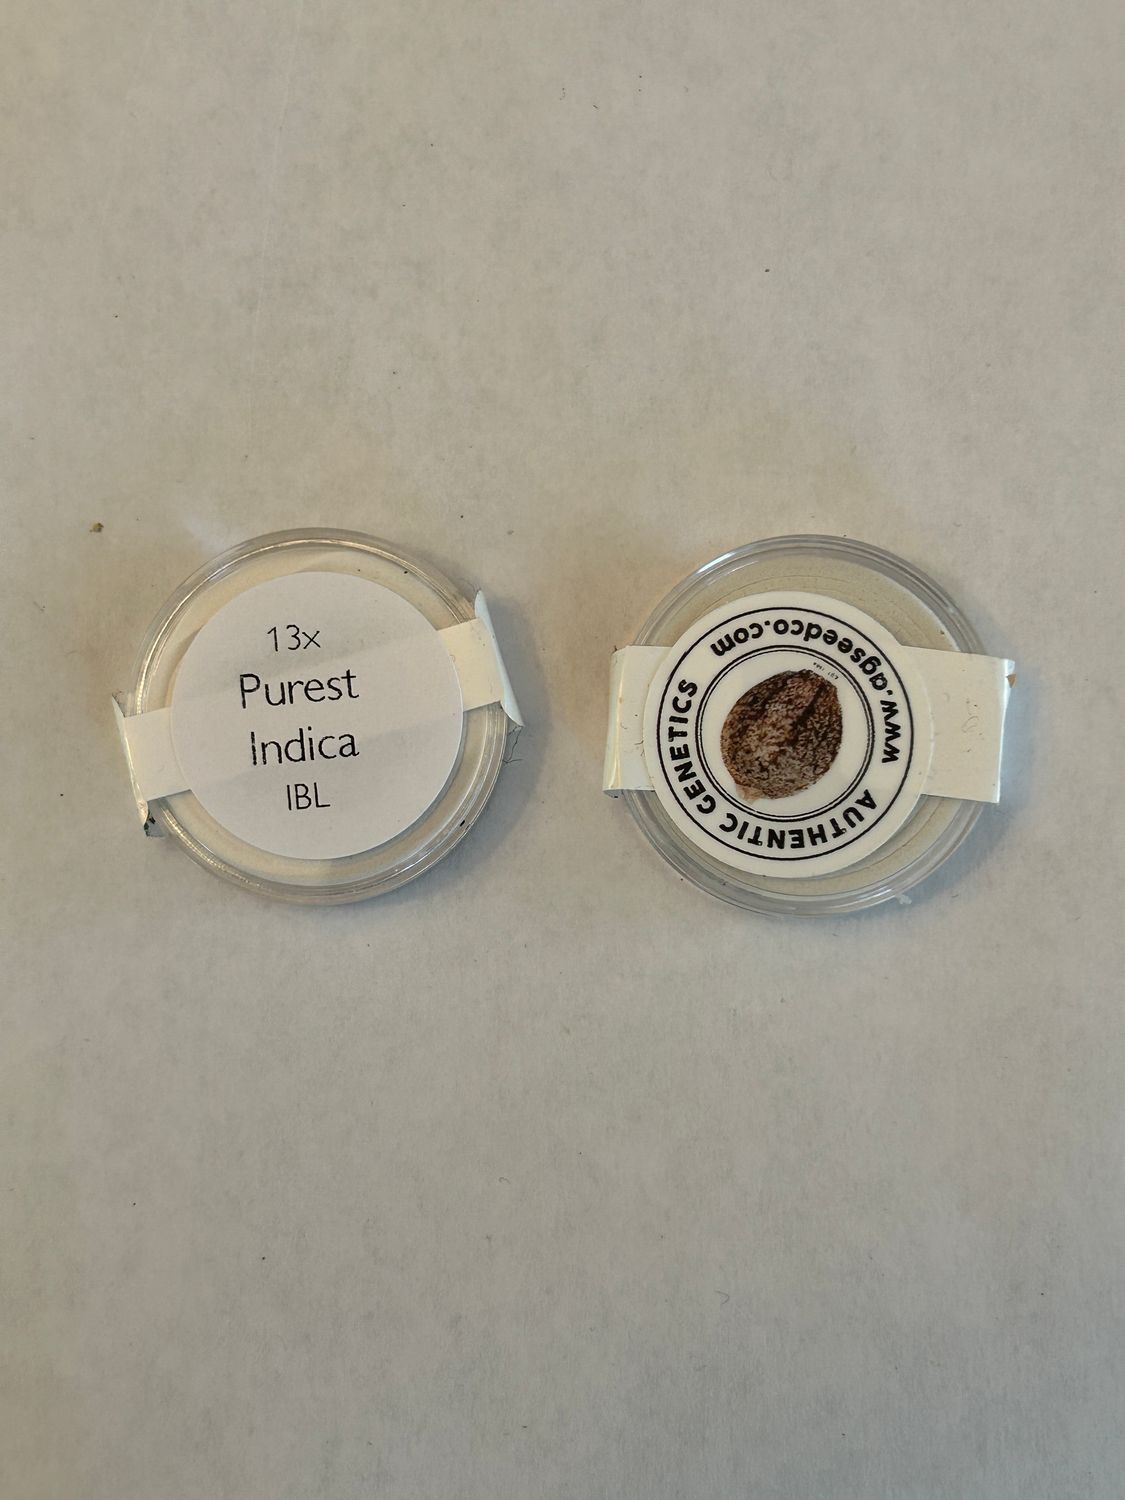 13x
Purest
Indica
IBL
AUTHENTIC GENETICS
www.agseedco.com